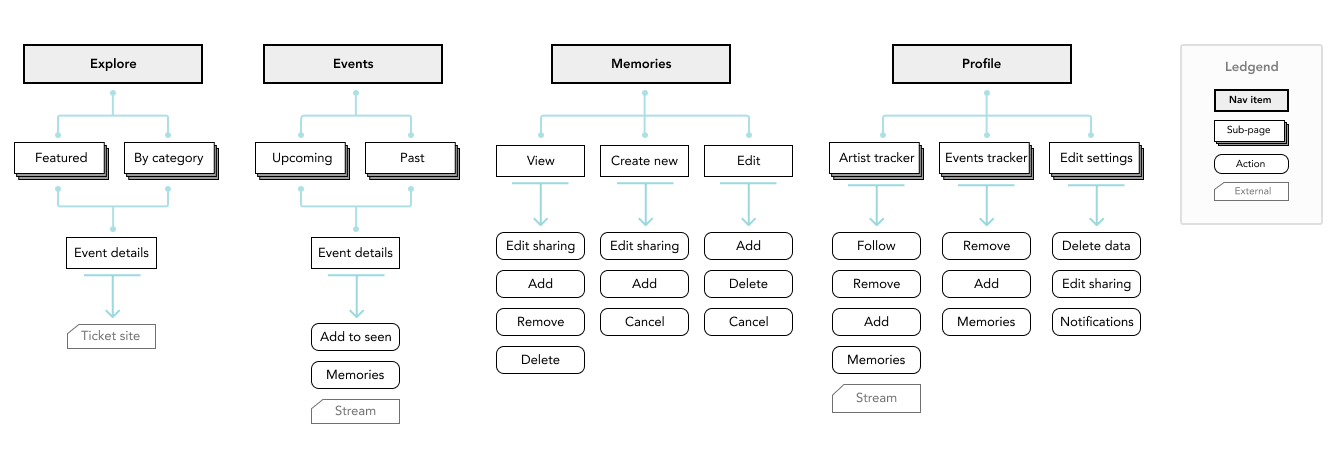 Explore
Featured
By category
Event details
Ticket site
Events
Upcoming
Past
Event details
Add to seen
Memories
Stream
Memories
View
Create new
Edit
Edit sharing
Add
Remove
Delete
Edit sharing
Add
Cancel
Add
Delete
Cancel
Profile
Artist tracker
Events tracker
Edit settings
Follow
Remove
Add
Memories
Stream
Remove
Add
Memories
Delete data
Edit sharing
Notifications
Ledgend
Nav item
Sub-page
Action
External